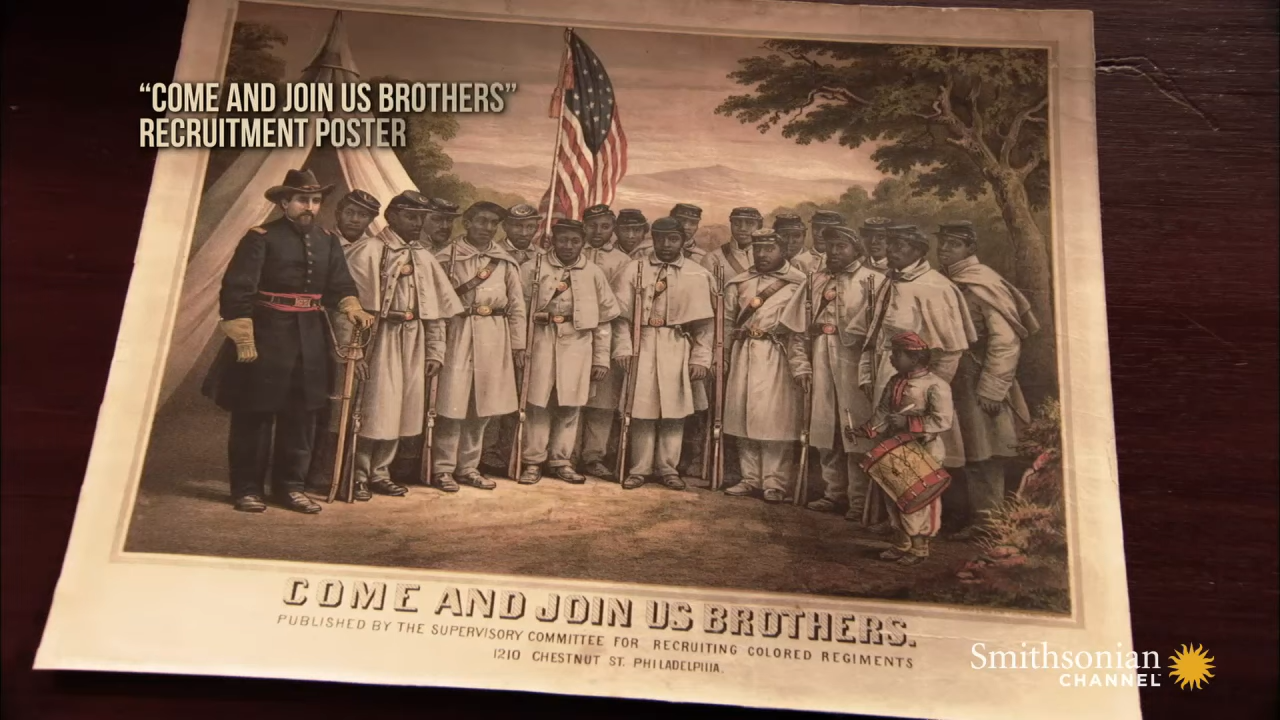 “COME AND JOIN US BROTHERS”
RECRUITMENT POSTER
COME AND JOIN US BROTHERS.
PUBLISHED BY THE SUPERVISORY COMMITTEE FOR RECRUITING COLORED REGIMENTS
1210 CHESTNUT ST. PHILADELPHIA.
Smithsonian
CHANNEL